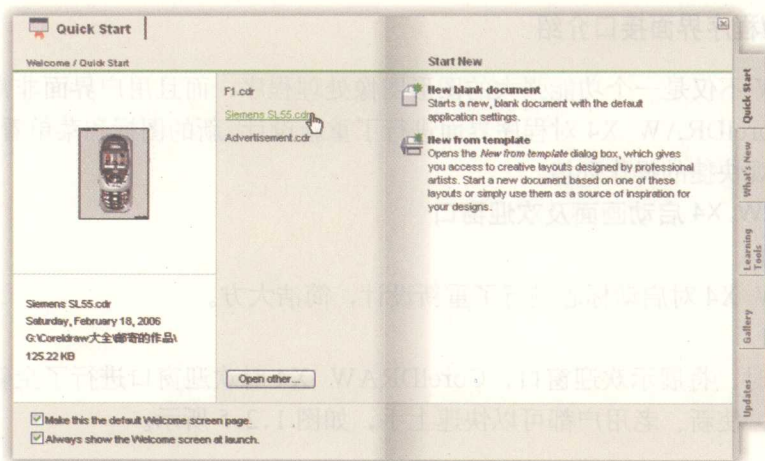 Quick Start
Welcome / Quick Start
F1.cdr
Siemens SL55.cdr
Advertisement.cdr
Siemens SL55.cdr
Saturday, February 18, 2006
G:\Coreldraw大全\邮寄的作品\
125.22 KB
Open other...
Start New
New blank document
Starts a new, blank document with the default
application settings.
New from template
Opens the New from template dialog box, which gives
you access to creative layouts designed by professional
artists. Start a new document based on one of these
layouts or simply use them as a source of inspiration for
your designs.
Make this the default Welcome screen page.
Always show the Welcome screen at launch.
Quick Start
What's New
Learning
Tools
Gallery
Updates